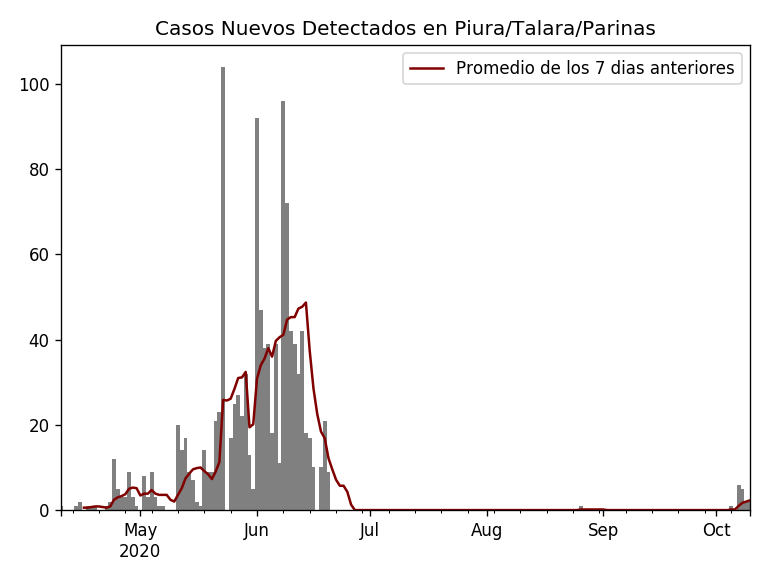 Casos Nuevos Detectados en Piura/Talara/Parinas
Promedio de los 7 dias anteriores
100
80
60
40
20
0
May Jun Jul Aug Sep Oct
2020